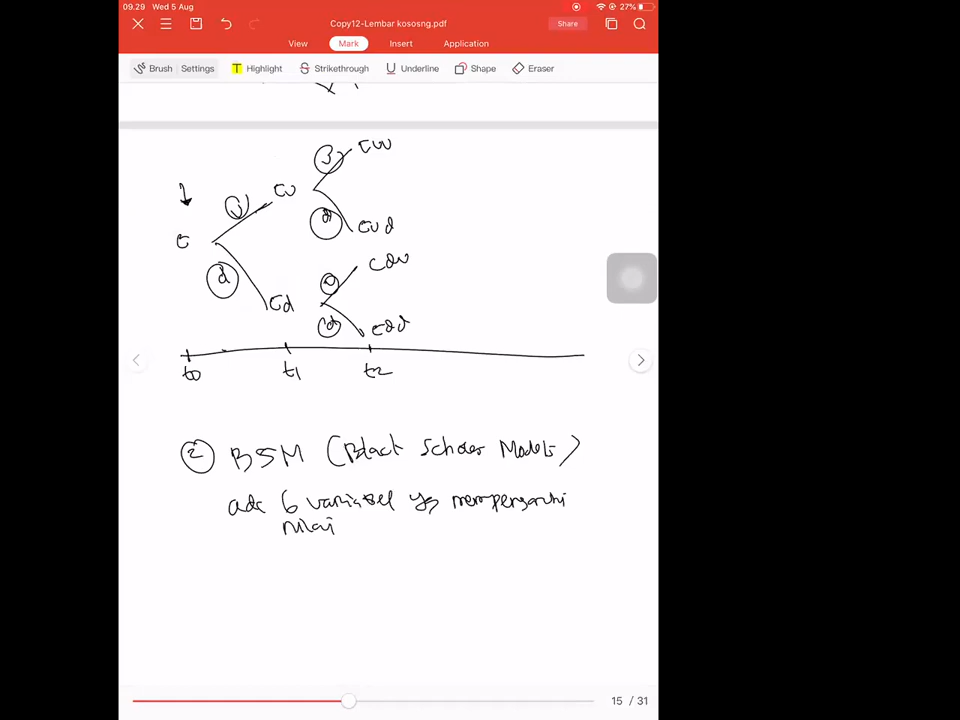 09.29 Wed 5 Aug
27%
Copy12-Lembar kososng.pdf
Share
View Mark Insert Application
Brush Settings Highlight Strikethrough Underline Shape Eraser
u Cuu
u Cu
d Cud
C
d Cd
u Cdu
d Cdd
t0 t1 t2
2 BSM (Black Scholes Models)
ada 6 variabel yg mempengaruhi
nilai
15 / 31